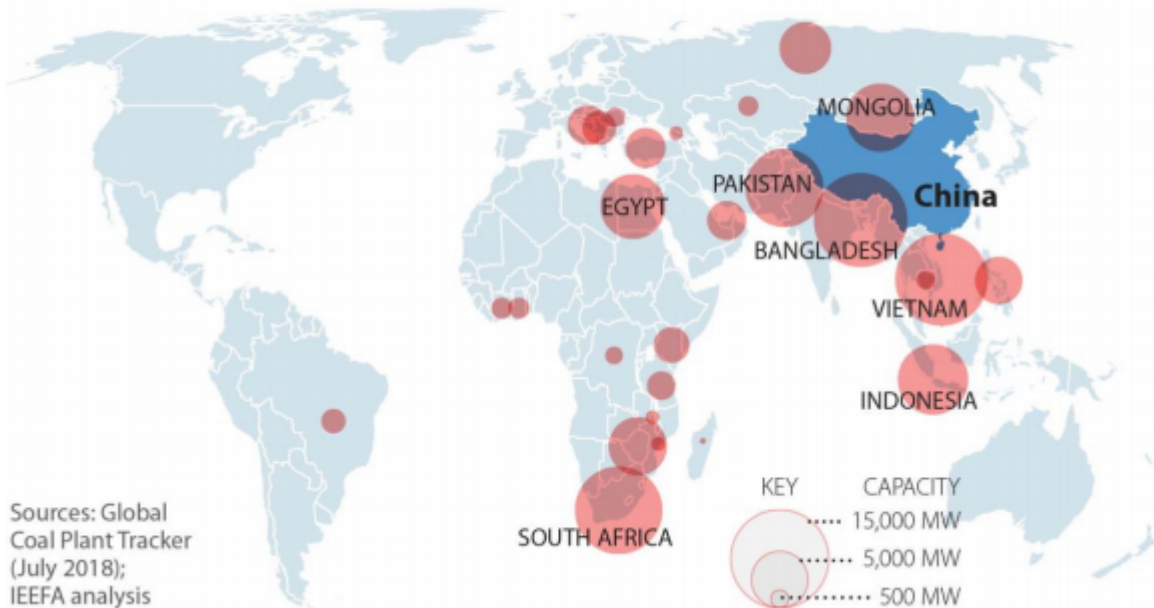 MONGOLIA
PAKISTAN
China
EGYPT
BANGLADESH
VIETNAM
INDONESIA
SOUTH AFRICA
KEY CAPACITY
15,000 MW
5,000 MW
500 MW
Sources: Global
Coal Plant Tracker
(July 2018);
IEEFA analysis